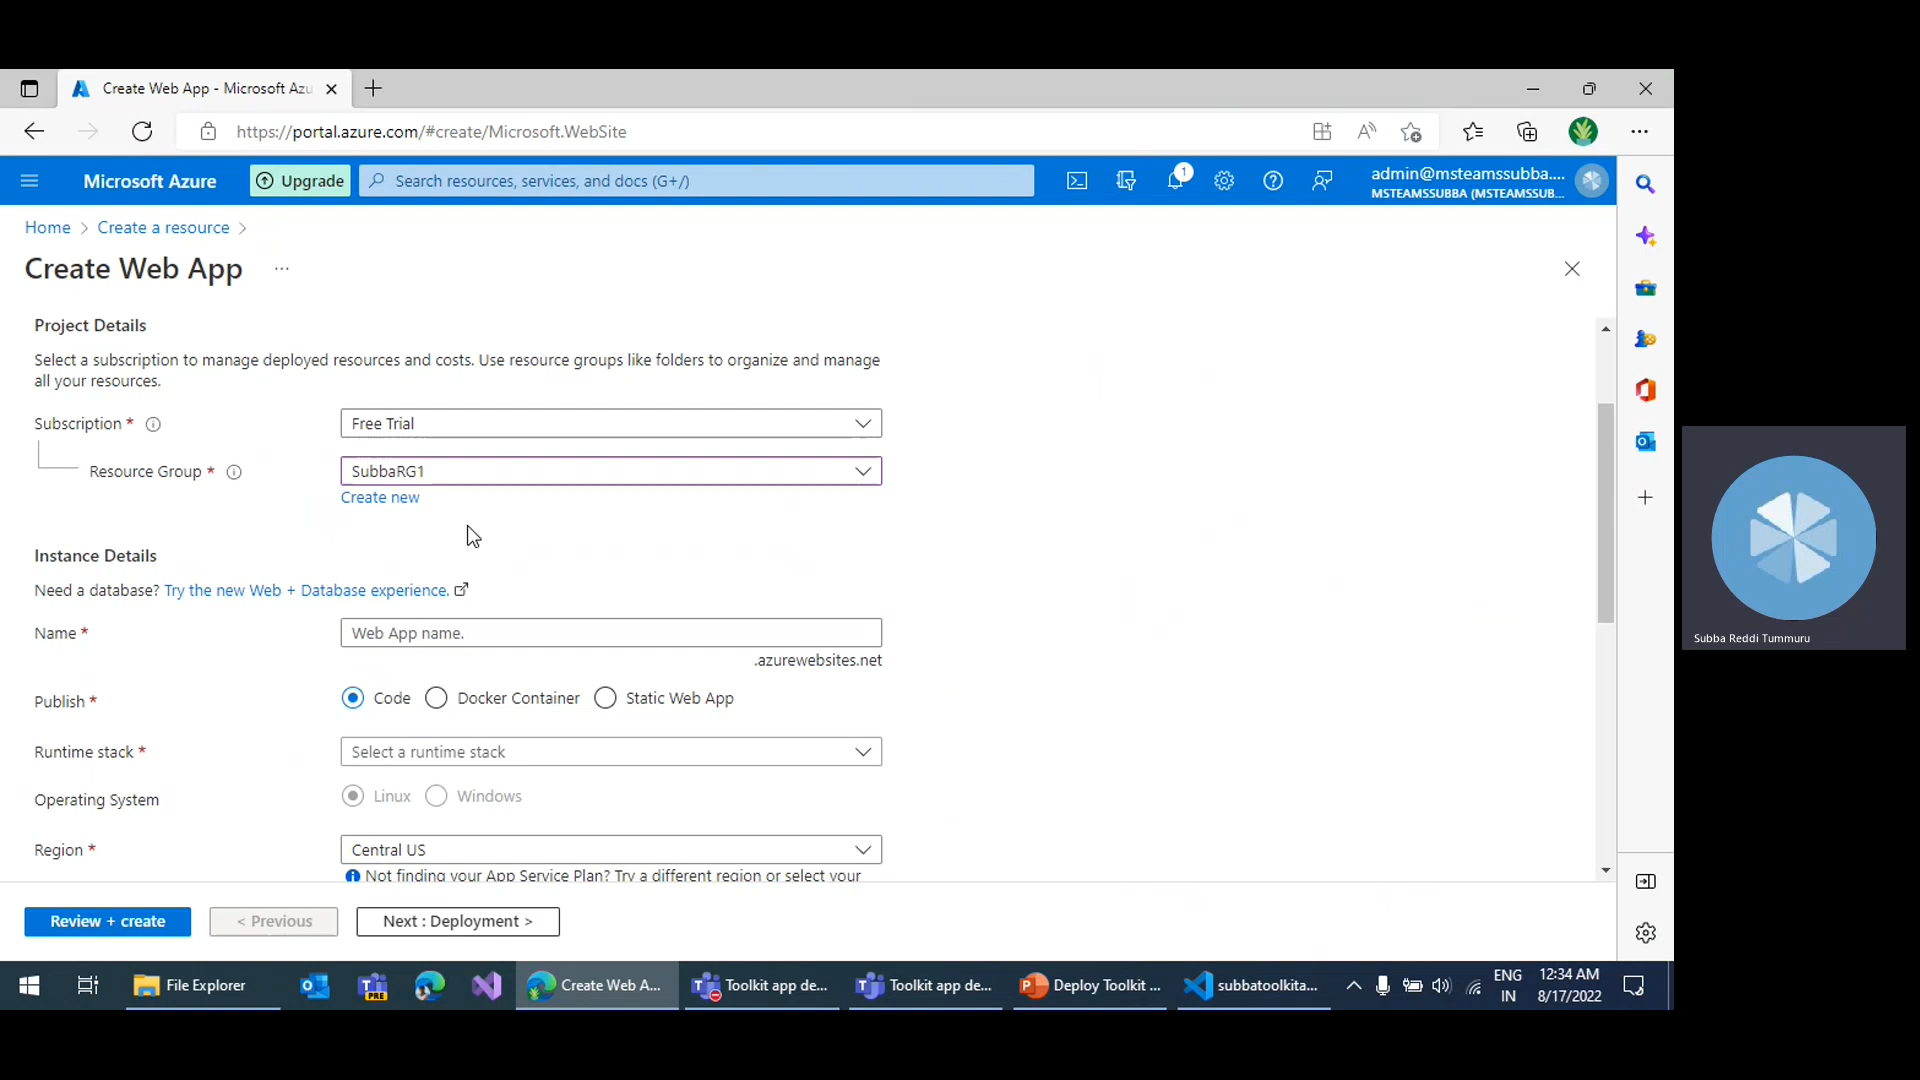 Create Web App - Microsoft Azu
https://portal.azure.com/#create/Microsoft.WebSite
Microsoft Azure
Upgrade
Search resources, services, and docs (G+/)
1
admin@msteamssubba....
MSTEAMSSUBBA (MSTEAMSSUB...
Home > Create a resource >
Create Web App ...
Project Details
Select a subscription to manage deployed resources and costs. Use resource groups like folders to organize and manage
all your resources.
Subscription *
Free Trial
Resource Group *
SubbaRG1
Create new
Instance Details
Need a database? Try the new Web + Database experience.
Name *
Web App name.
.azurewebsites.net
Publish *
Code
Docker Container
Static Web App
Runtime stack *
Select a runtime stack
Operating System
Linux
Windows
Region *
Central US
Not finding your App Service Plan? Try a different region or select your
Review + create
< Previous
Next : Deployment >
Subba Reddi Tummuru
File Explorer
PRE
Create Web A...
Toolkit app de...
Toolkit app de...
Deploy Toolkit ...
subbatoolkita...
ENG
IN
12:34 AM
8/17/2022